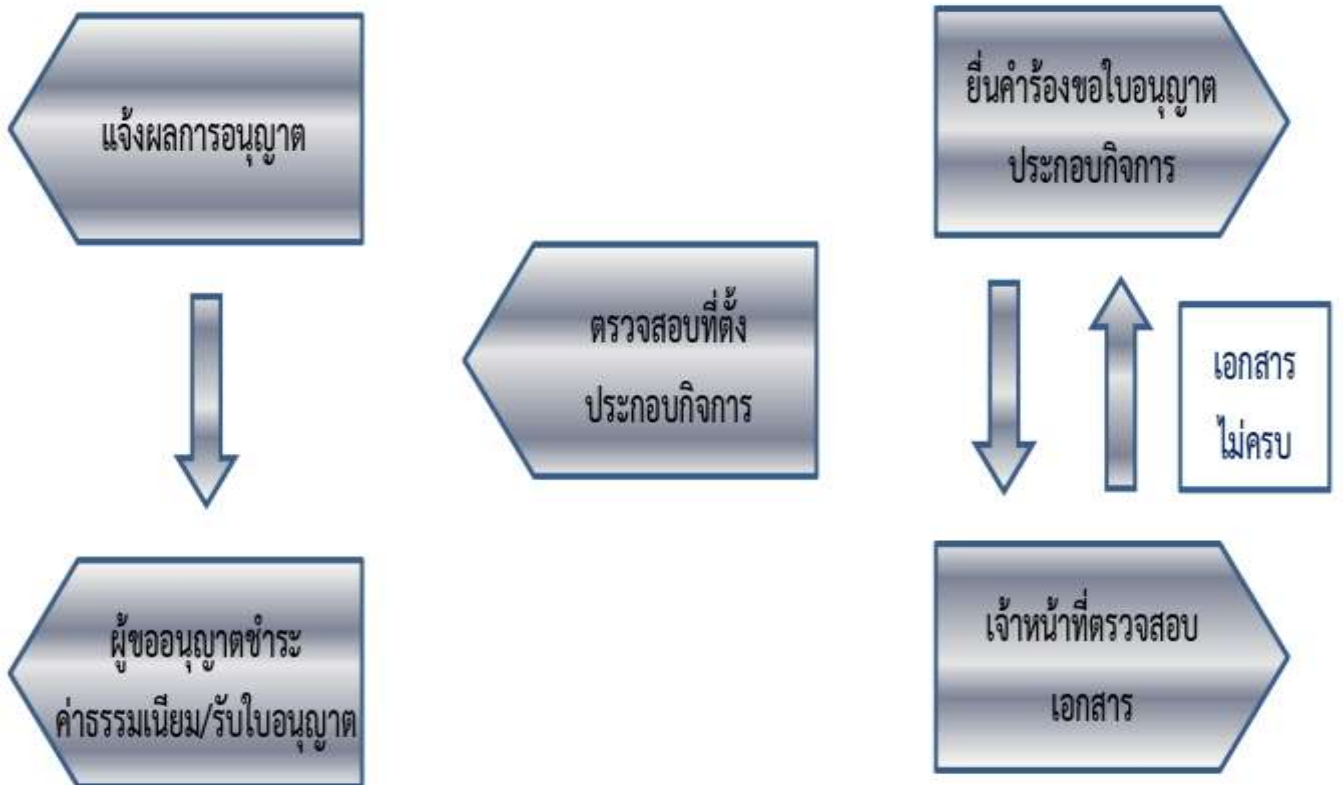 แจ้งผลการอนุญาต
ยื่นคำร้องขอใบอนุญาต
ประกอบกิจการ
ตรวจสอบที่ตั้ง
ประกอบกิจการ
เอกสาร
ไม่ครบ
ผู้ขออนุญาตชำระ
ค่าธรรมเนียม/รับใบอนุญาต
เจ้าหน้าที่ตรวจสอบ
เอกสาร